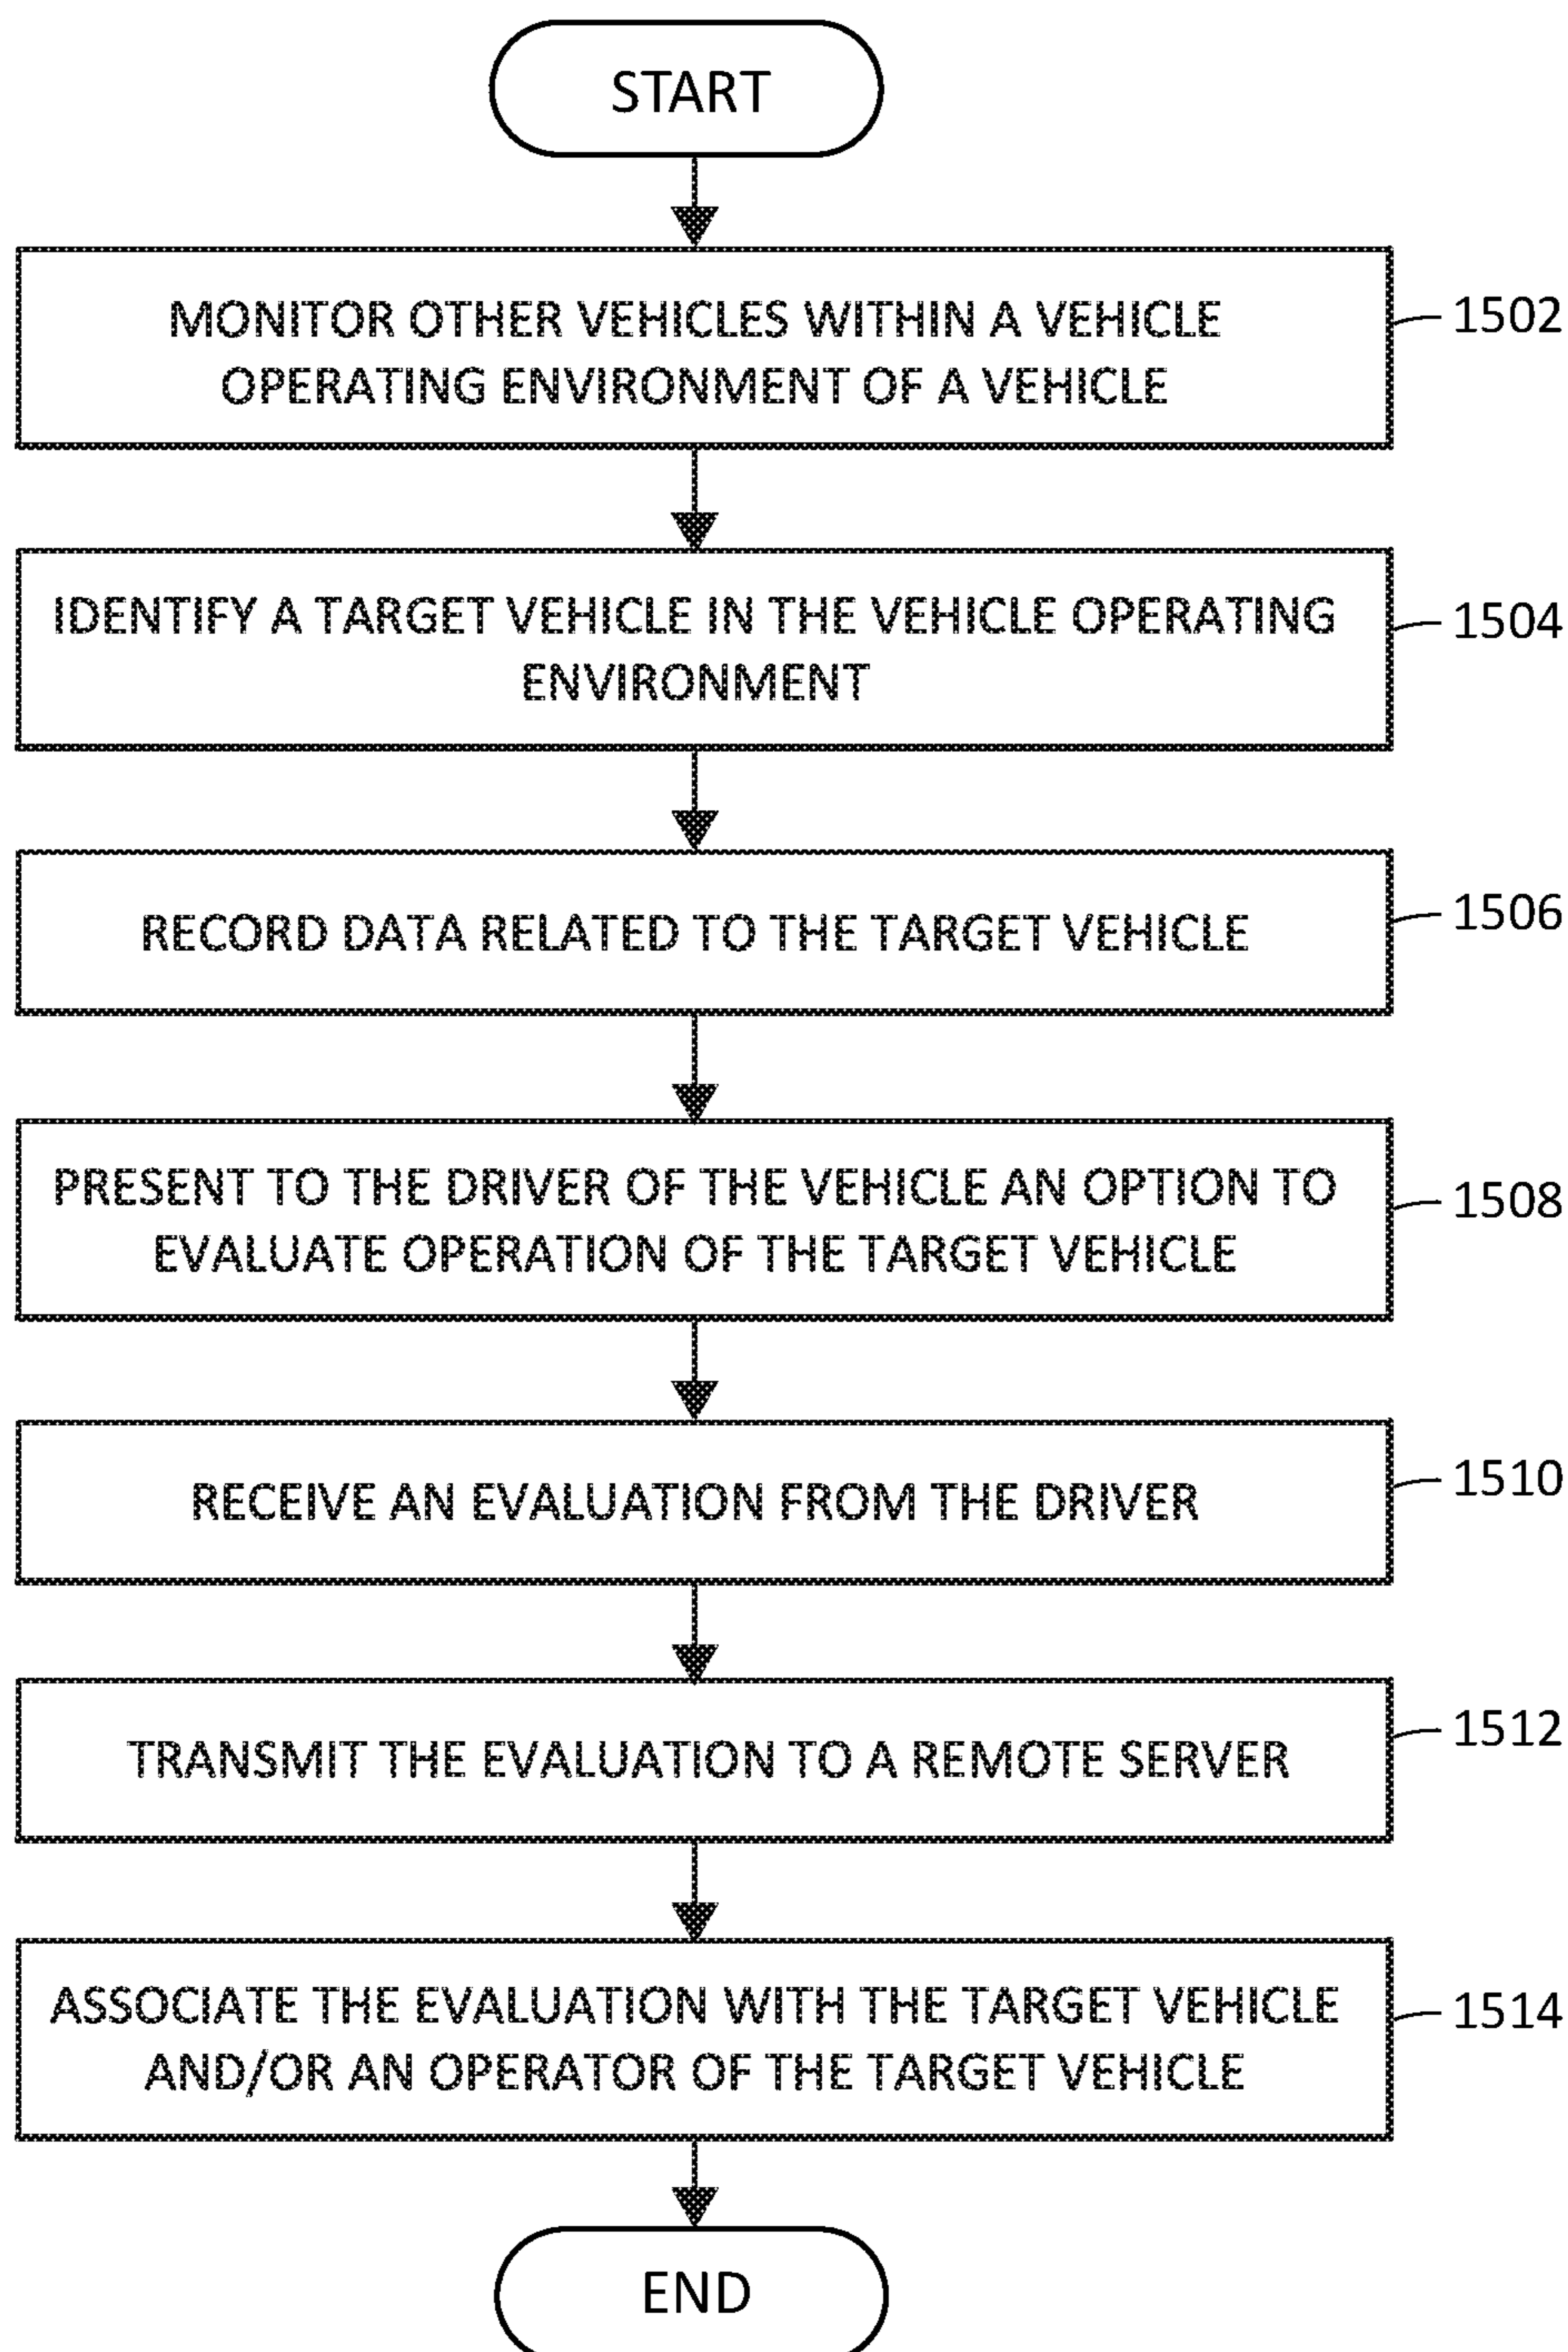 START
MONITOR OTHER VEHICLES WITHIN A VEHICLE
OPERATING ENVIRONMENT OF A VEHICLE
1502
IDENTIFY A TARGET VEHICLE IN THE VEHICLE OPERATING
ENVIRONMENT
1504
RECORD DATA RELATED TO THE TARGET VEHICLE
1506
PRESENT TO THE DRIVER OF THE VEHICLE AN OPTION TO
EVALUATE OPERATION OF THE TARGET VEHICLE
1508
RECEIVE AN EVALUATION FROM THE DRIVER
1510
TRANSMIT THE EVALUATION TO A REMOTE SERVER
1512
ASSOCIATE THE EVALUATION WITH THE TARGET VEHICLE
AND/OR AN OPERATOR OF THE TARGET VEHICLE
1514
END